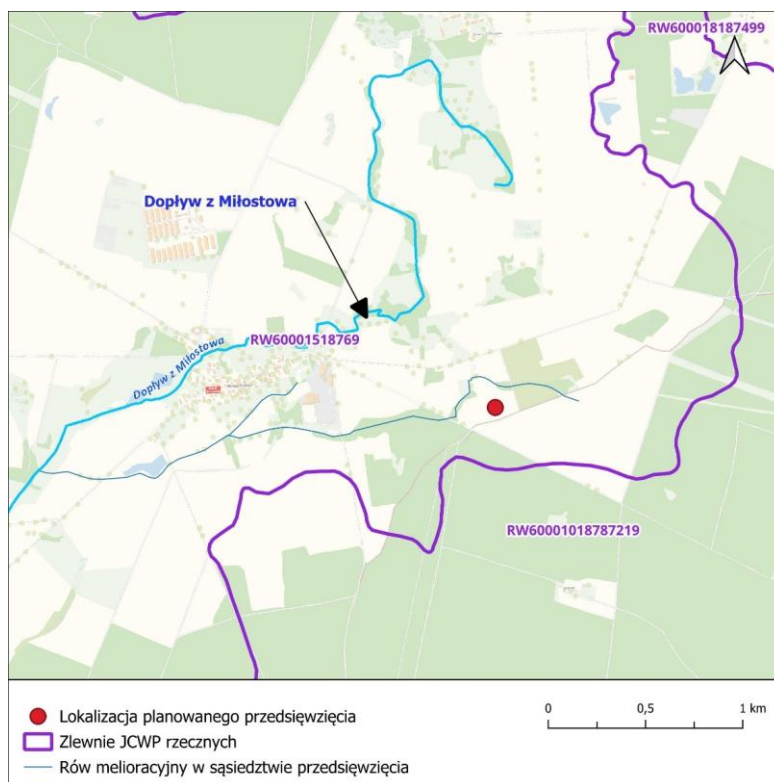 RW600018187499
Dopływ z Miłostowa
RW60001518769
Dopływ z Miłostowa
RW60001018787219
Lokalizacja planowanego przedsięwzięcia
Zlewnie JCWP rzecznych
Rów melioracyjny w sąsiedztwie przedsięwzięcia
0 0,5 1 km